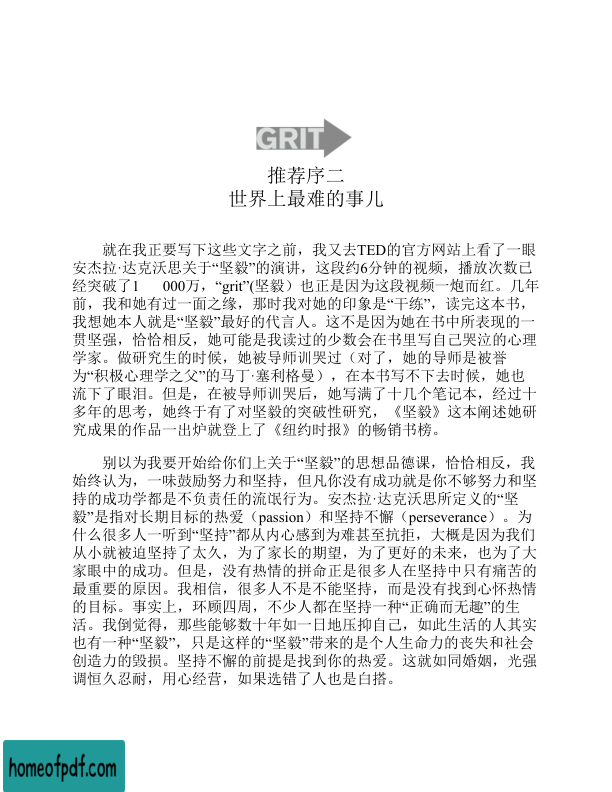 GRIT
推荐序二
世界上最难的事儿
就在我正要写下这些文字之前，我又去TED的官方网站上看了一眼
安杰拉·达克沃思关于“坚毅”的演讲，这段约6分钟的视频，播放次数已
经突破了1 000万，“grit”(坚毅）也正是因为这段视频一炮而红。几年
前，我和她有过一面之缘，那时我对她的印象是“干练”，读完这本书，
我想她本人就是“坚毅”最好的代言人。这不是因为她在书中所表现的一
贯坚强，恰恰相反，她可能是我读过的少数会在书里写自己哭泣的心理
学家。做研究生的时候，她被导师训哭过（对了，她的导师是被誉
为“积极心理学之父”的马丁·塞利格曼），在本书写不下去时候，她也
流下了眼泪。但是，在被导师训哭后，她写满了十几个笔记本，经过十
多年的思考，她终于有了对坚毅的突破性研究，《坚毅》这本阐述她研
究成果的作品一出炉就登上了《纽约时报》的畅销书榜。
别以为我要开始给你们上关于“坚毅”的思想品德课，恰恰相反，我
始终认为，一味鼓励努力和坚持，但凡你没有成功就是你不够努力和坚
持的成功学都是不负责任的流氓行为。安杰拉·达克沃思所定义的“坚
毅”是指对长期目标的热爱（passion）和坚持不懈（perseverance）。为
什么很多人一听到“坚持”都从内心感到为难甚至抗拒，大概是因为我们
从小就被迫坚持了太久，为了家长的期望，为了更好的未来，也为了大
家眼中的成功。但是，没有热情的拼命正是很多人在坚持中只有痛苦的
最重要的原因。我相信，很多人不是不能坚持，而是没有找到心怀热情
的目标。事实上，环顾四周，不少人都在坚持一种“正确而无趣”的生
活。我倒觉得，那些能够数十年如一日地压抑自己，如此生活的人其实
也有一种“坚毅”，只是这样的“坚毅”带来的是个人生命力的丧失和社会
创造力的毁损。坚持不懈的前提是找到你的热爱。这就如同婚姻，光强
调恒久忍耐，用心经营，如果选错了人也是白搭。
homeofpdf.com